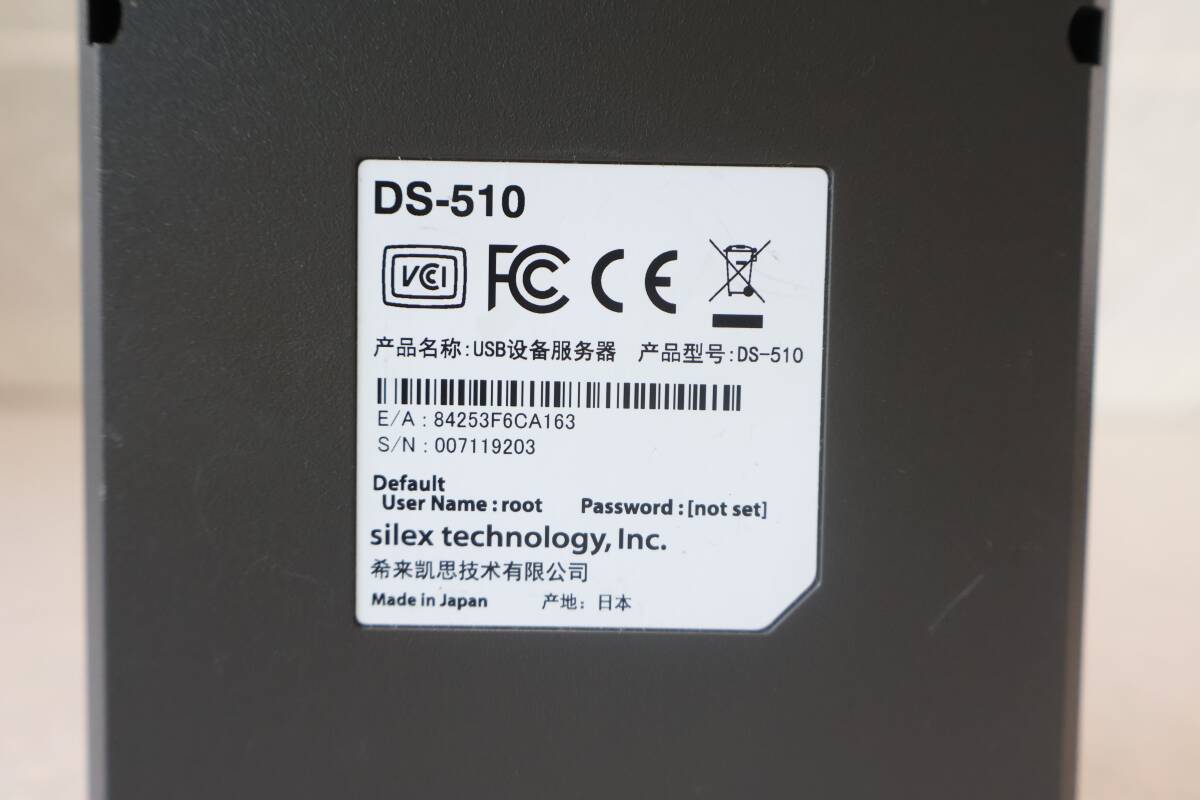 DS-510
VCI FC CE
产品名称:USB设备服务器 产品型号:DS-510
E/A : 84253F6CA163
S/N : 007119203
Default
User Name : root Password : [not set]
silex technology, Inc.
希来凯思技术有限公司
Made in Japan 产地: 日本